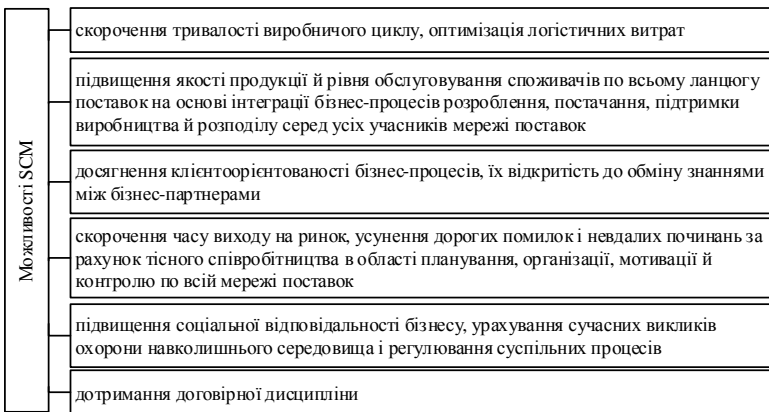 Можливості SCM
скорочення тривалості виробничого циклу, оптимізація логістичних витрат
підвищення якості продукції й рівня обслуговування споживачів по всьому ланцюгу
поставок на основі інтеграції бізнес-процесів розроблення, постачання, підтримки
виробництва й розподілу серед усіх учасників мережі поставок
досягнення клієнтоорієнтованості бізнес-процесів, їх відкритість до обміну знаннями
між бізнес-партнерами
скорочення часу виходу на ринок, усунення дорогих помилок і невдалих починань за
рахунок тісного співробітництва в області планування, організації, мотивації й
контролю по всій мережі поставок
підвищення соціальної відповідальності бізнесу, урахування сучасних викликів
охорони навколишнього середовища і регулювання суспільних процесів
дотримання договірної дисципліни